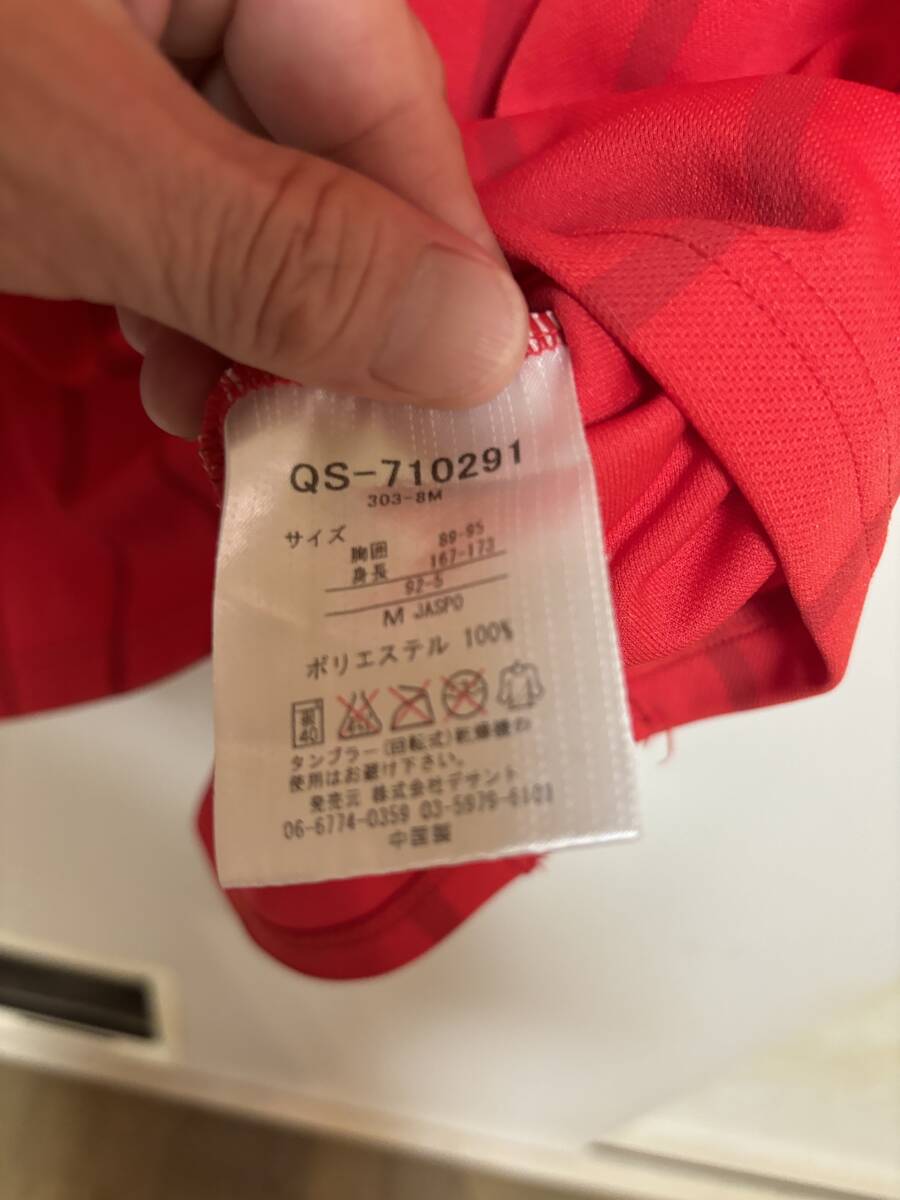 QS-710291
303-8M
サイズ
胸囲 89-95
身長 167-173
92-5
M JASPO
ポリエステル 100%
40
タンブラー(回転式)乾燥機の
使用はお避け下さい。
発売元 株式会社デサント
06-6774-0359 03-5979-6101
中国製